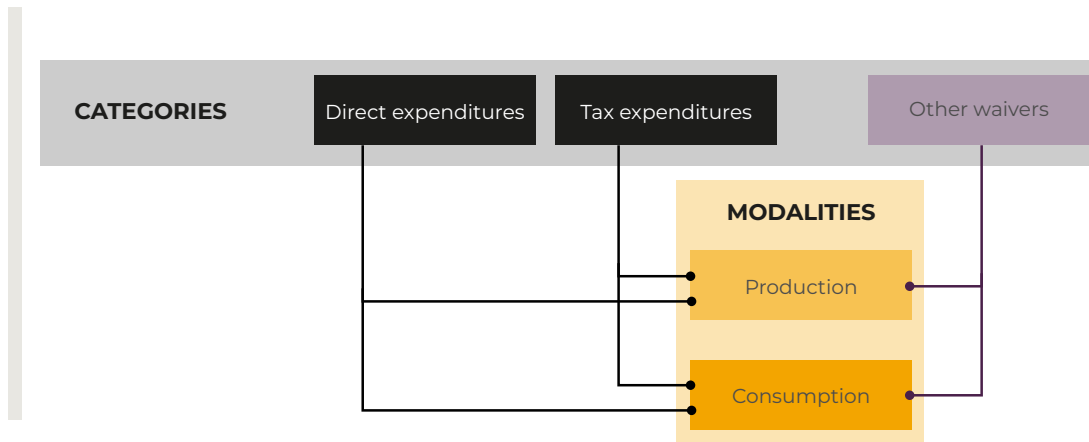 CATEGORIES
Direct expenditures
Tax expenditures
Other waivers
MODALITIES
Production
Consumption